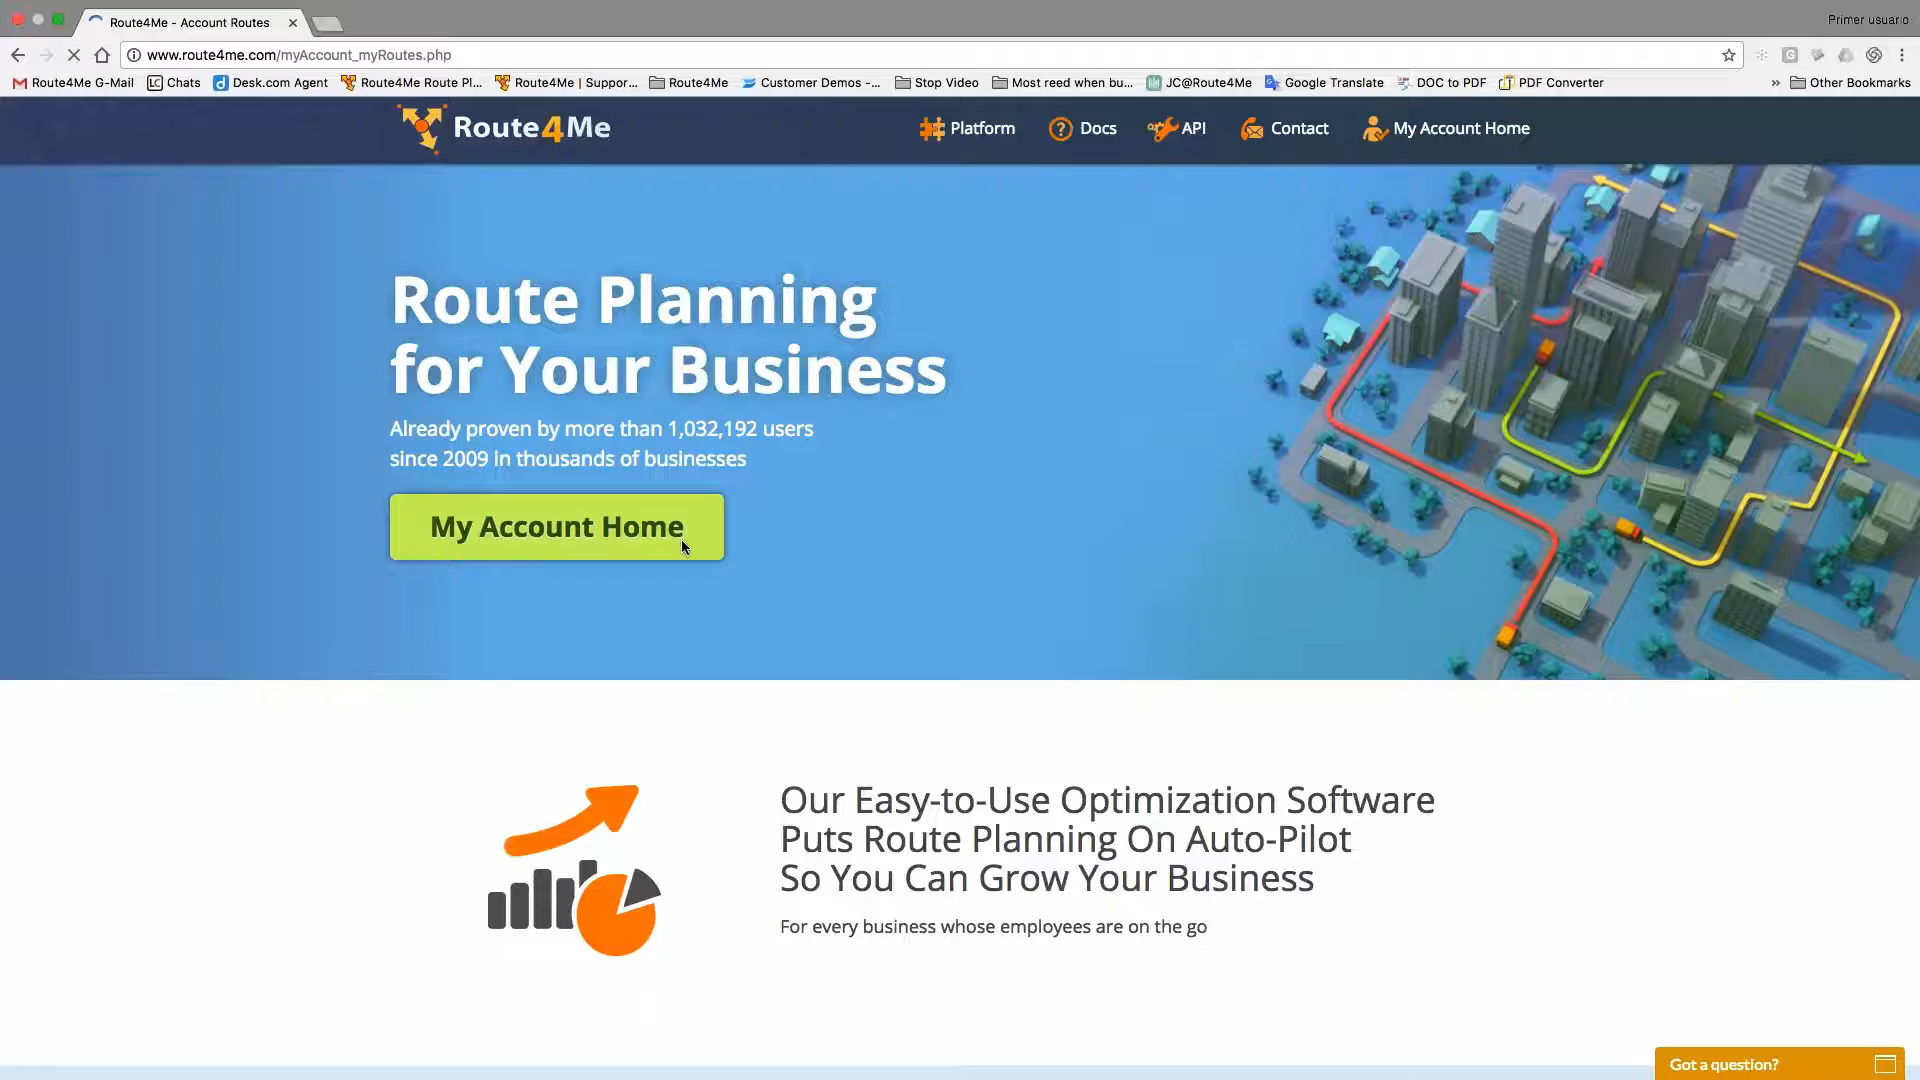 Route4Me - Account Routes
Primer usuario
www.route4me.com/myAccount_myRoutes.php
Route4Me G-Mail Chats Desk.com Agent Route4Me Route Pl... Route4Me | Suppor... Route4Me Customer Demos -... Stop Video Most reed when bu... JC@Route4Me Google Translate DOC to PDF PDF Converter » Other Bookmarks
Route4Me Platform Docs API Contact My Account Home
Route Planning
for Your Business
Already proven by more than 1,032,192 users
since 2009 in thousands of businesses
My Account Home
Our Easy-to-Use Optimization Software
Puts Route Planning On Auto-Pilot
So You Can Grow Your Business
For every business whose employees are on the go
Got a question?